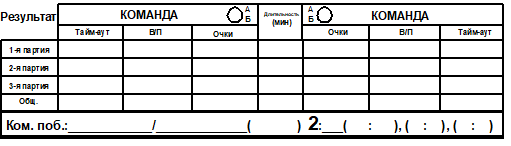 Результат КОМАНДА А Б Длительность (мин) А Б КОМАНДА
Тайм-аут В/П Очки Очки В/П Тайм-аут
1-я партия
2-я партия
3-я партия
Общ.
Ком. поб.:_____________/______________( ) 2:___( : ), ( : ), ( : )